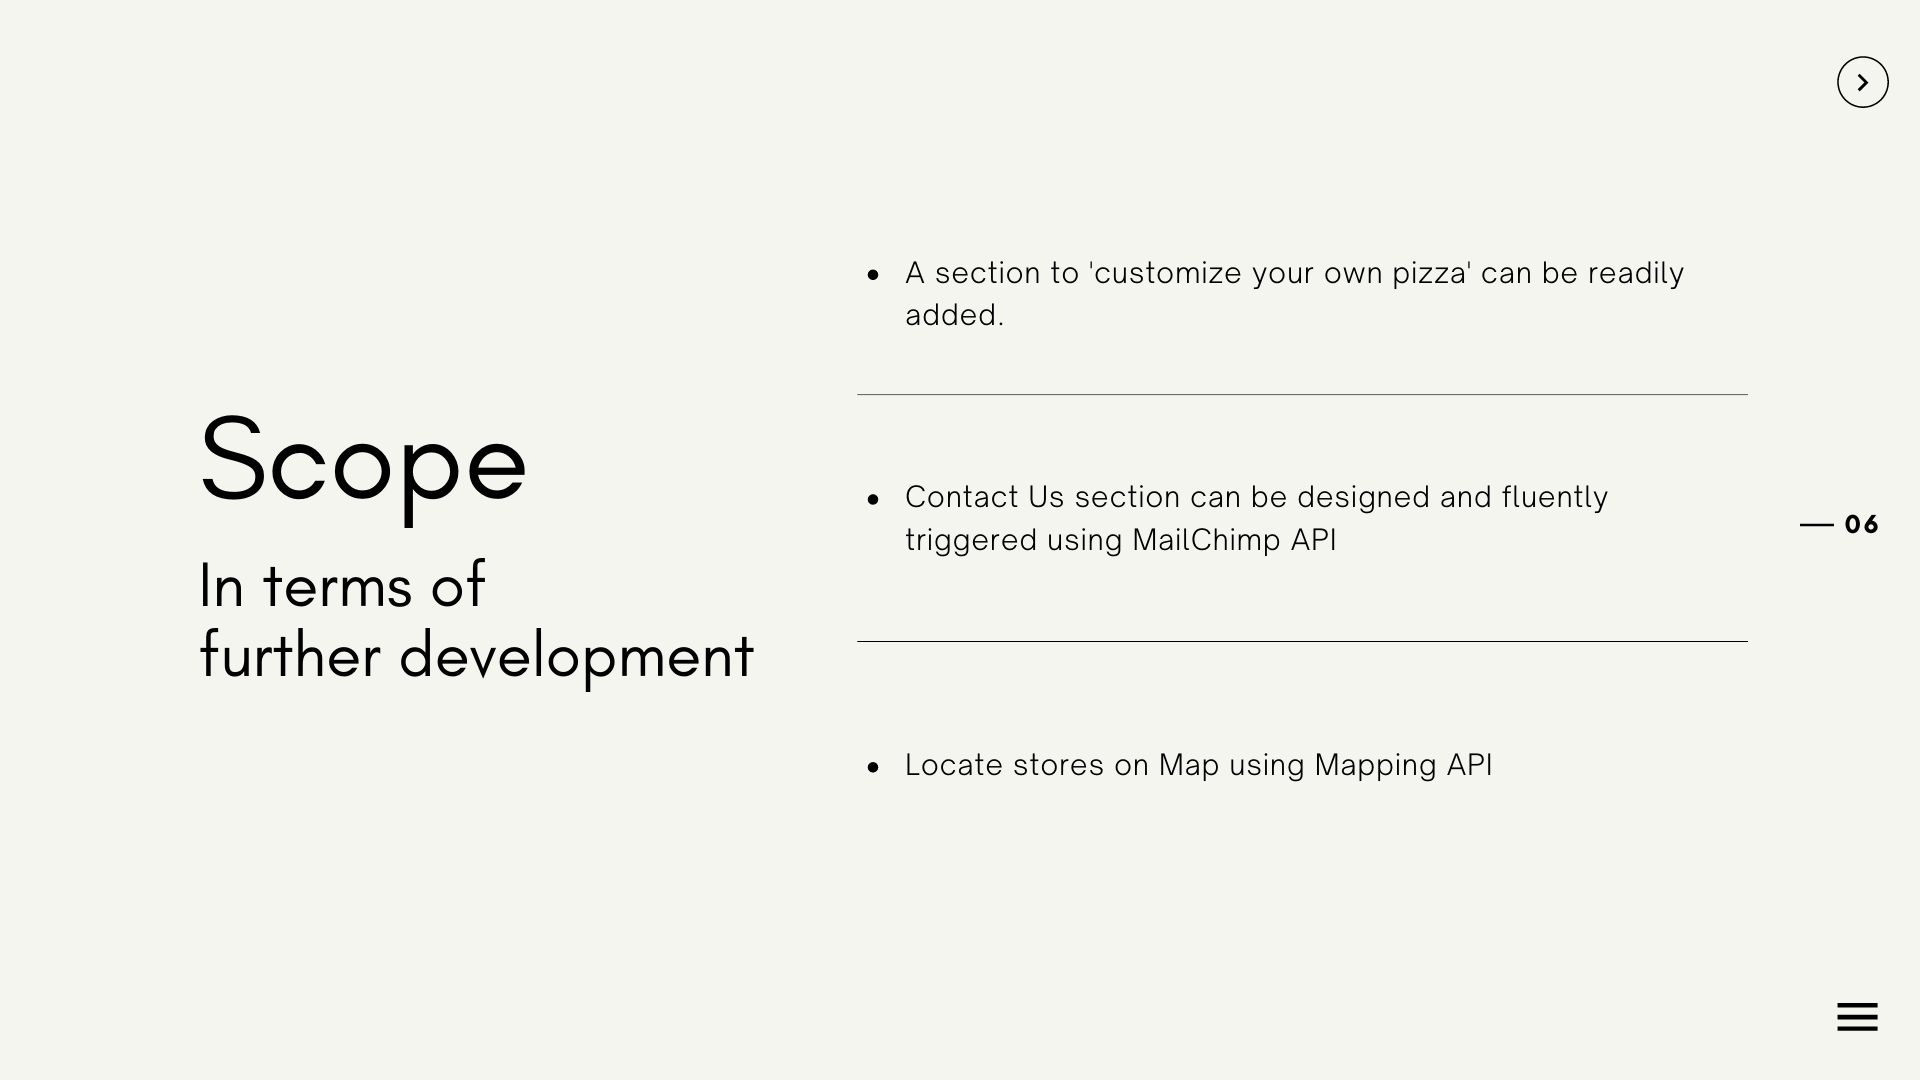 Scope
In terms of
further development
• A section to 'customize your own pizza' can be readily
added.
• Contact Us section can be designed and fluently
triggered using MailChimp API
• Locate stores on Map using Mapping API
— 06